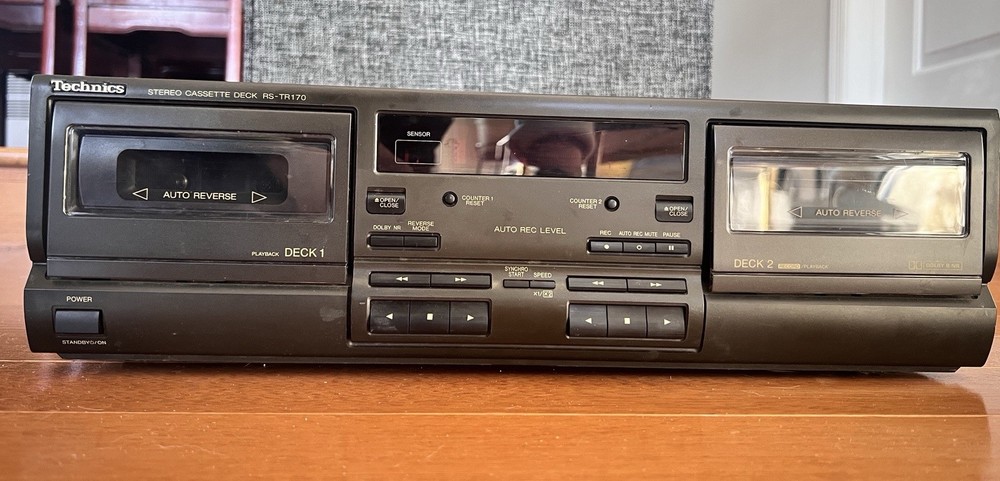 Technics
STEREO CASSETTE DECK RS-TR170
AUTO REVERSE
PLAYBACK DECK 1
POWER
STANDBY⏻/ON
SENSOR
OPEN/
CLOSE
COUNTER 1
RESET
COUNTER 2
RESET
OPEN/
CLOSE
DOLBY NR
REVERSE
MODE
AUTO REC LEVEL
REC AUTO REC MUTE PAUSE
SYNCHRO
START
SPEED
AUTO REVERSE
DECK 2
/PLAYBACK
DOLBY B NR